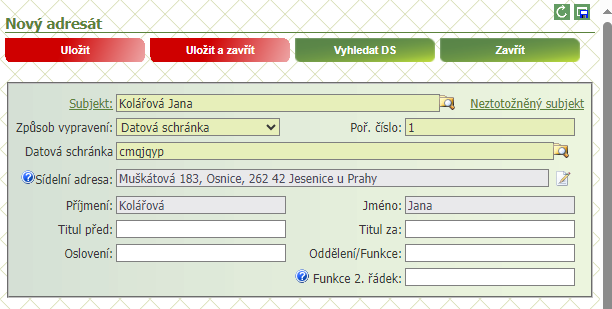 Nový adresát
Uložit Uložit a zavřít Vyhledat DS Zavřít
Subjekt: Kolářová Jana Neztotožněný subjekt
Způsob vypravení: Datová schránka Poř. číslo: 1
Datová schránka cmqjqyp
Sídelní adresa: Muškátová 183, Osnice, 262 42 Jesenice u Prahy
Příjmení: Kolářová Jméno: Jana
Titul před: Titul za:
Oslovení: Oddělení/Funkce:
Funkce 2. řádek: